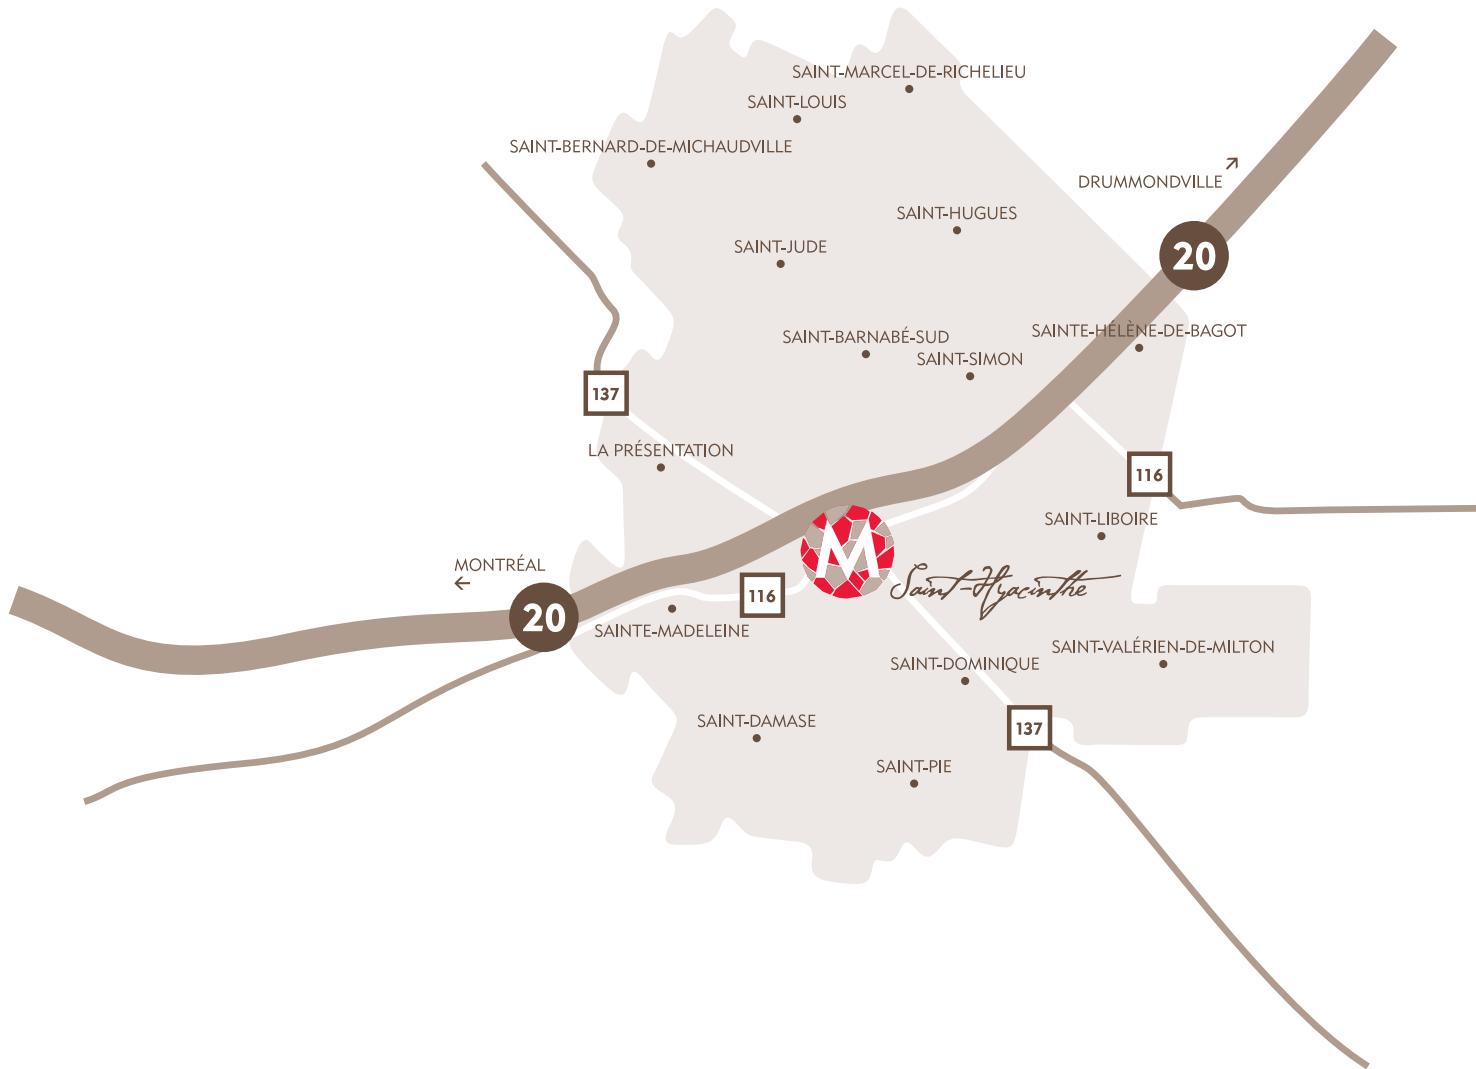 SAINT-MARCEL-DE-RICHELIEU
SAINT-LOUIS
SAINT-BERNARD-DE-MICHAUDVILLE
DRUMMONDVILLE
SAINT-HUGUES
SAINT-JUDE
20
SAINTE-HÉLÈNE-DE-BAGOT
SAINT-BARNABÉ-SUD
SAINT-SIMON
137
LA PRÉSENTATION
116
SAINT-LIBOIRE
M
MONTRÉAL
Saint-Hyacinthe
116
20
SAINTE-MADELEINE
SAINT-VALÉRIEN-DE-MILTON
SAINT-DOMINIQUE
SAINT-DAMASE
137
SAINT-PIE